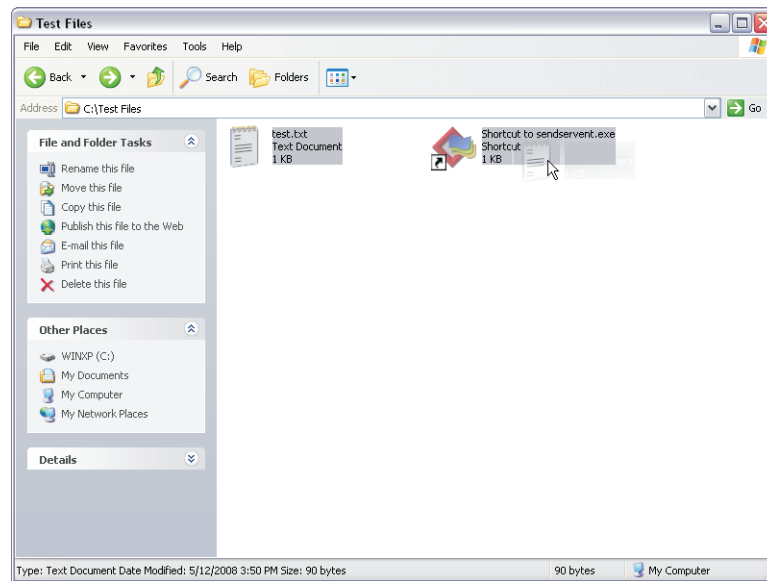 Test Files
File Edit View Favorites Tools Help
Back Search Folders
Address C:\Test Files Go
File and Folder Tasks
Rename this file
Move this file
Copy this file
Publish this file to the Web
E-mail this file
Print this file
Delete this file
Other Places
WINXP (C:)
My Documents
My Computer
My Network Places
Details
test.txt
Text Document
1 KB
Shortcut to sendservent.exe
Shortcut
1 KB
Type: Text Document Date Modified: 5/12/2008 3:50 PM Size: 90 bytes 90 bytes My Computer